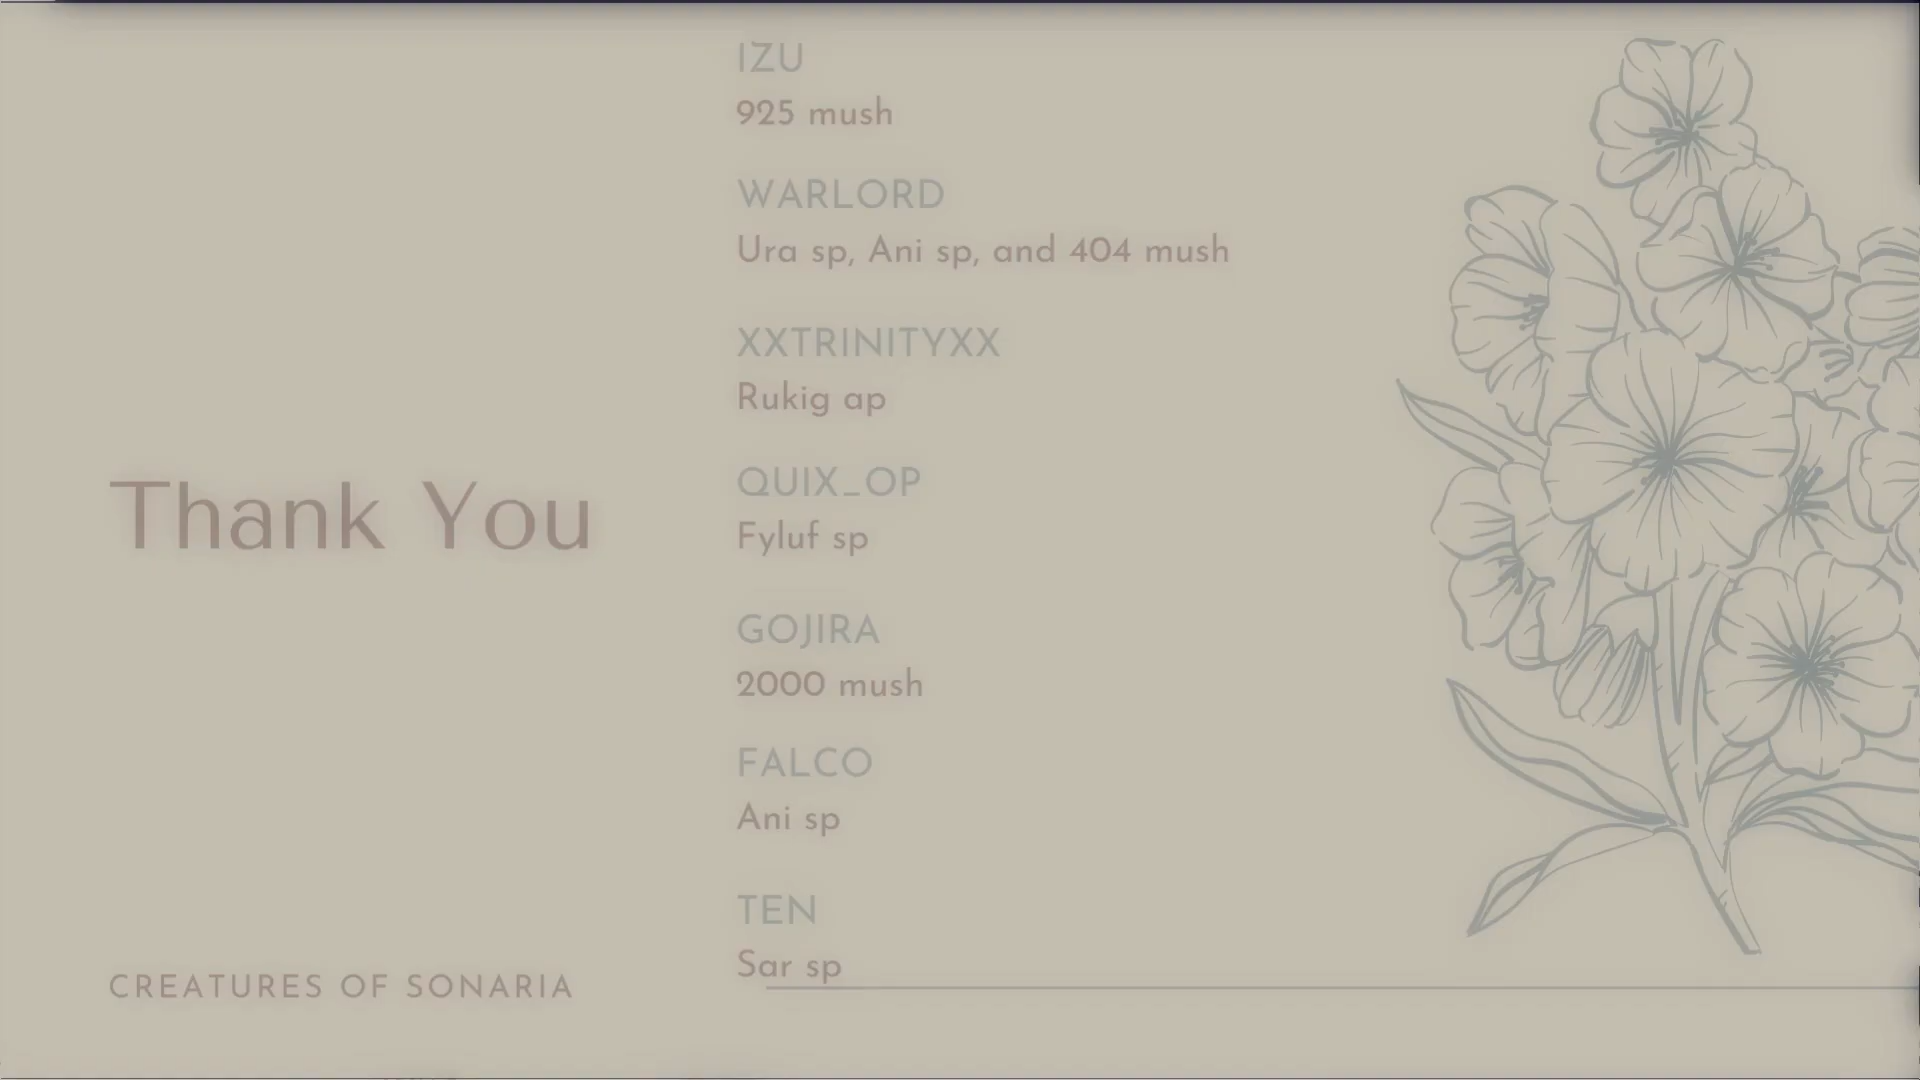 IZU
925 mush
WARLORD
Ura sp, Ani sp, and 404 mush
XXTRINITYXX
Rukig ap
Thank You
QUIX_OP
Fyluf sp
GOJIRA
2000 mush
FALCO
Ani sp
TEN
Sar sp
CREATURES OF SONARIA